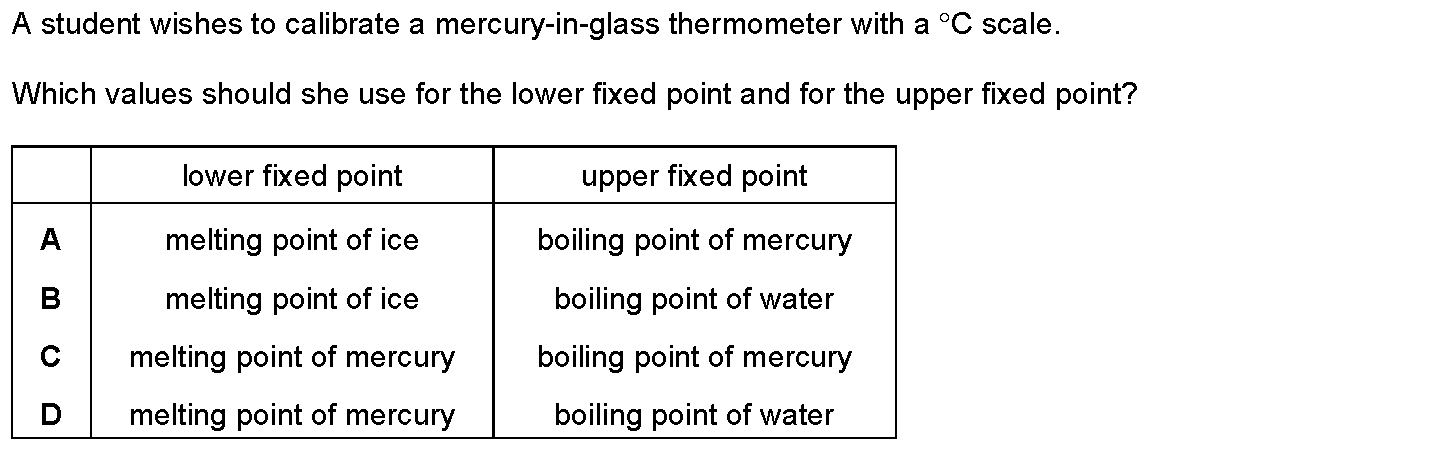 A student wishes to calibrate a mercury-in-glass thermometer with a °C scale.
Which values should she use for the lower fixed point and for the upper fixed point?
lower fixed point upper fixed point
A melting point of ice boiling point of mercury
B melting point of ice boiling point of water
C melting point of mercury boiling point of mercury
D melting point of mercury boiling point of water